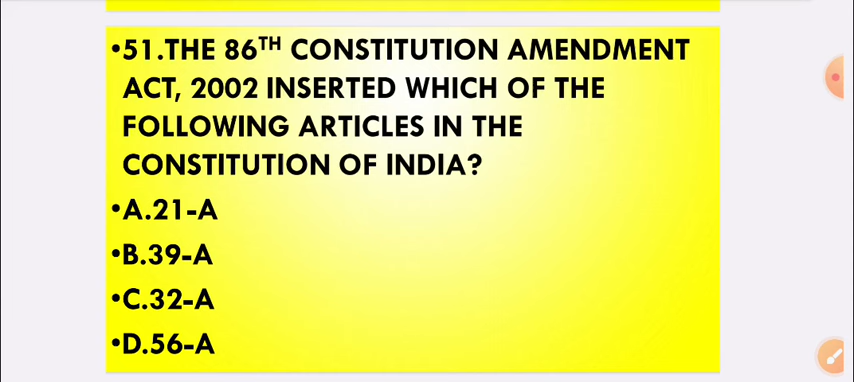 •51.THE 86TH CONSTITUTION AMENDMENT
ACT, 2002 INSERTED WHICH OF THE
FOLLOWING ARTICLES IN THE
CONSTITUTION OF INDIA?
•A.21-A
•B.39-A
•C.32-A
•D.56-A